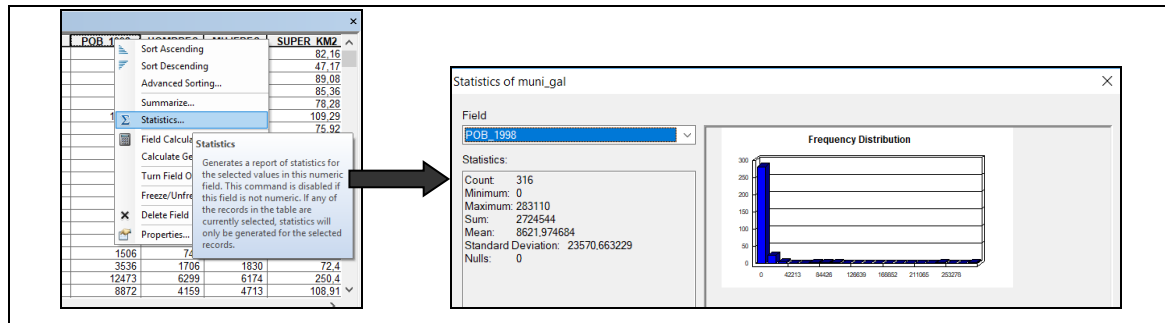 ×
POB_1998 HOMBRES MUJERES SUPER_KM2
Sort Ascending
82,16
Sort Descending
47,17
Advanced Sorting...
89,08
85,36
Summarize...
78,28
Statistics...
109,29
75,92
Field Calcula
Statistics
Calculate Ge
Generates a report of statistics for
the selected values in this numeric
Turn Field O
field. This command is disabled if
this field is not numeric. If any of
Freeze/Unfre
the records in the table are
Delete Field
currently selected, statistics will
only be generated for the selected
Properties...
records.
1506 74
3536 1706 1830 72,4
12473 6299 6174 250,4
8872 4159 4713 108,91
Statistics of muni_gal ×
Field
POB_1998
Statistics:
Count: 316
Minimum: 0
Maximum: 283110
Sum: 2724544
Mean: 8621,974684
Standard Deviation: 23570,663229
Nulls: 0
Frequency Distribution
300
250
200
150
100
50
0
0 42213 84426 126639 168852 211065 253278